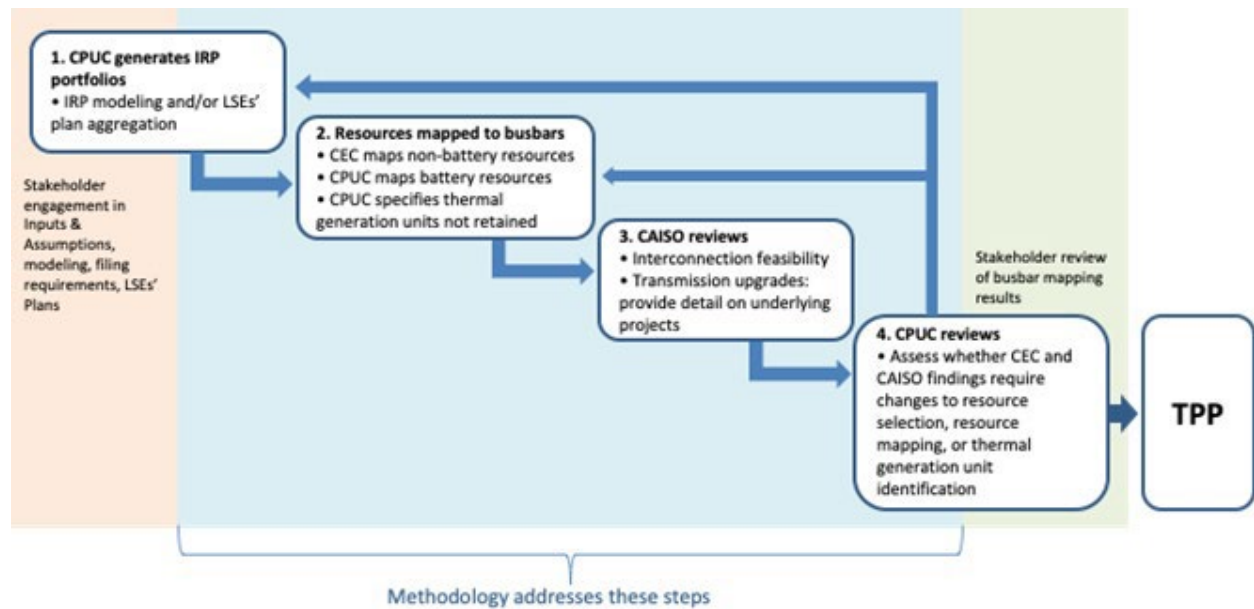 1. CPUC generates IRP
portfolios
• IRP modeling and/or LSEs'
plan aggregation
Stakeholder
engagement in
Inputs &
Assumptions,
modeling, filing
requirements, LSEs'
Plans
2. Resources mapped to busbars
• CEC maps non-battery resources
• CPUC maps battery resources
• CPUC specifies thermal
generation units not retained
3. CAISO reviews
• Interconnection feasibility
• Transmission upgrades:
provide detail on underlying
projects
Stakeholder review
of busbar mapping
results
4. CPUC reviews
• Assess whether CEC and
CAISO findings require
changes to resource
selection, resource
mapping, or thermal
generation unit
identification
TPP
Methodology addresses these steps